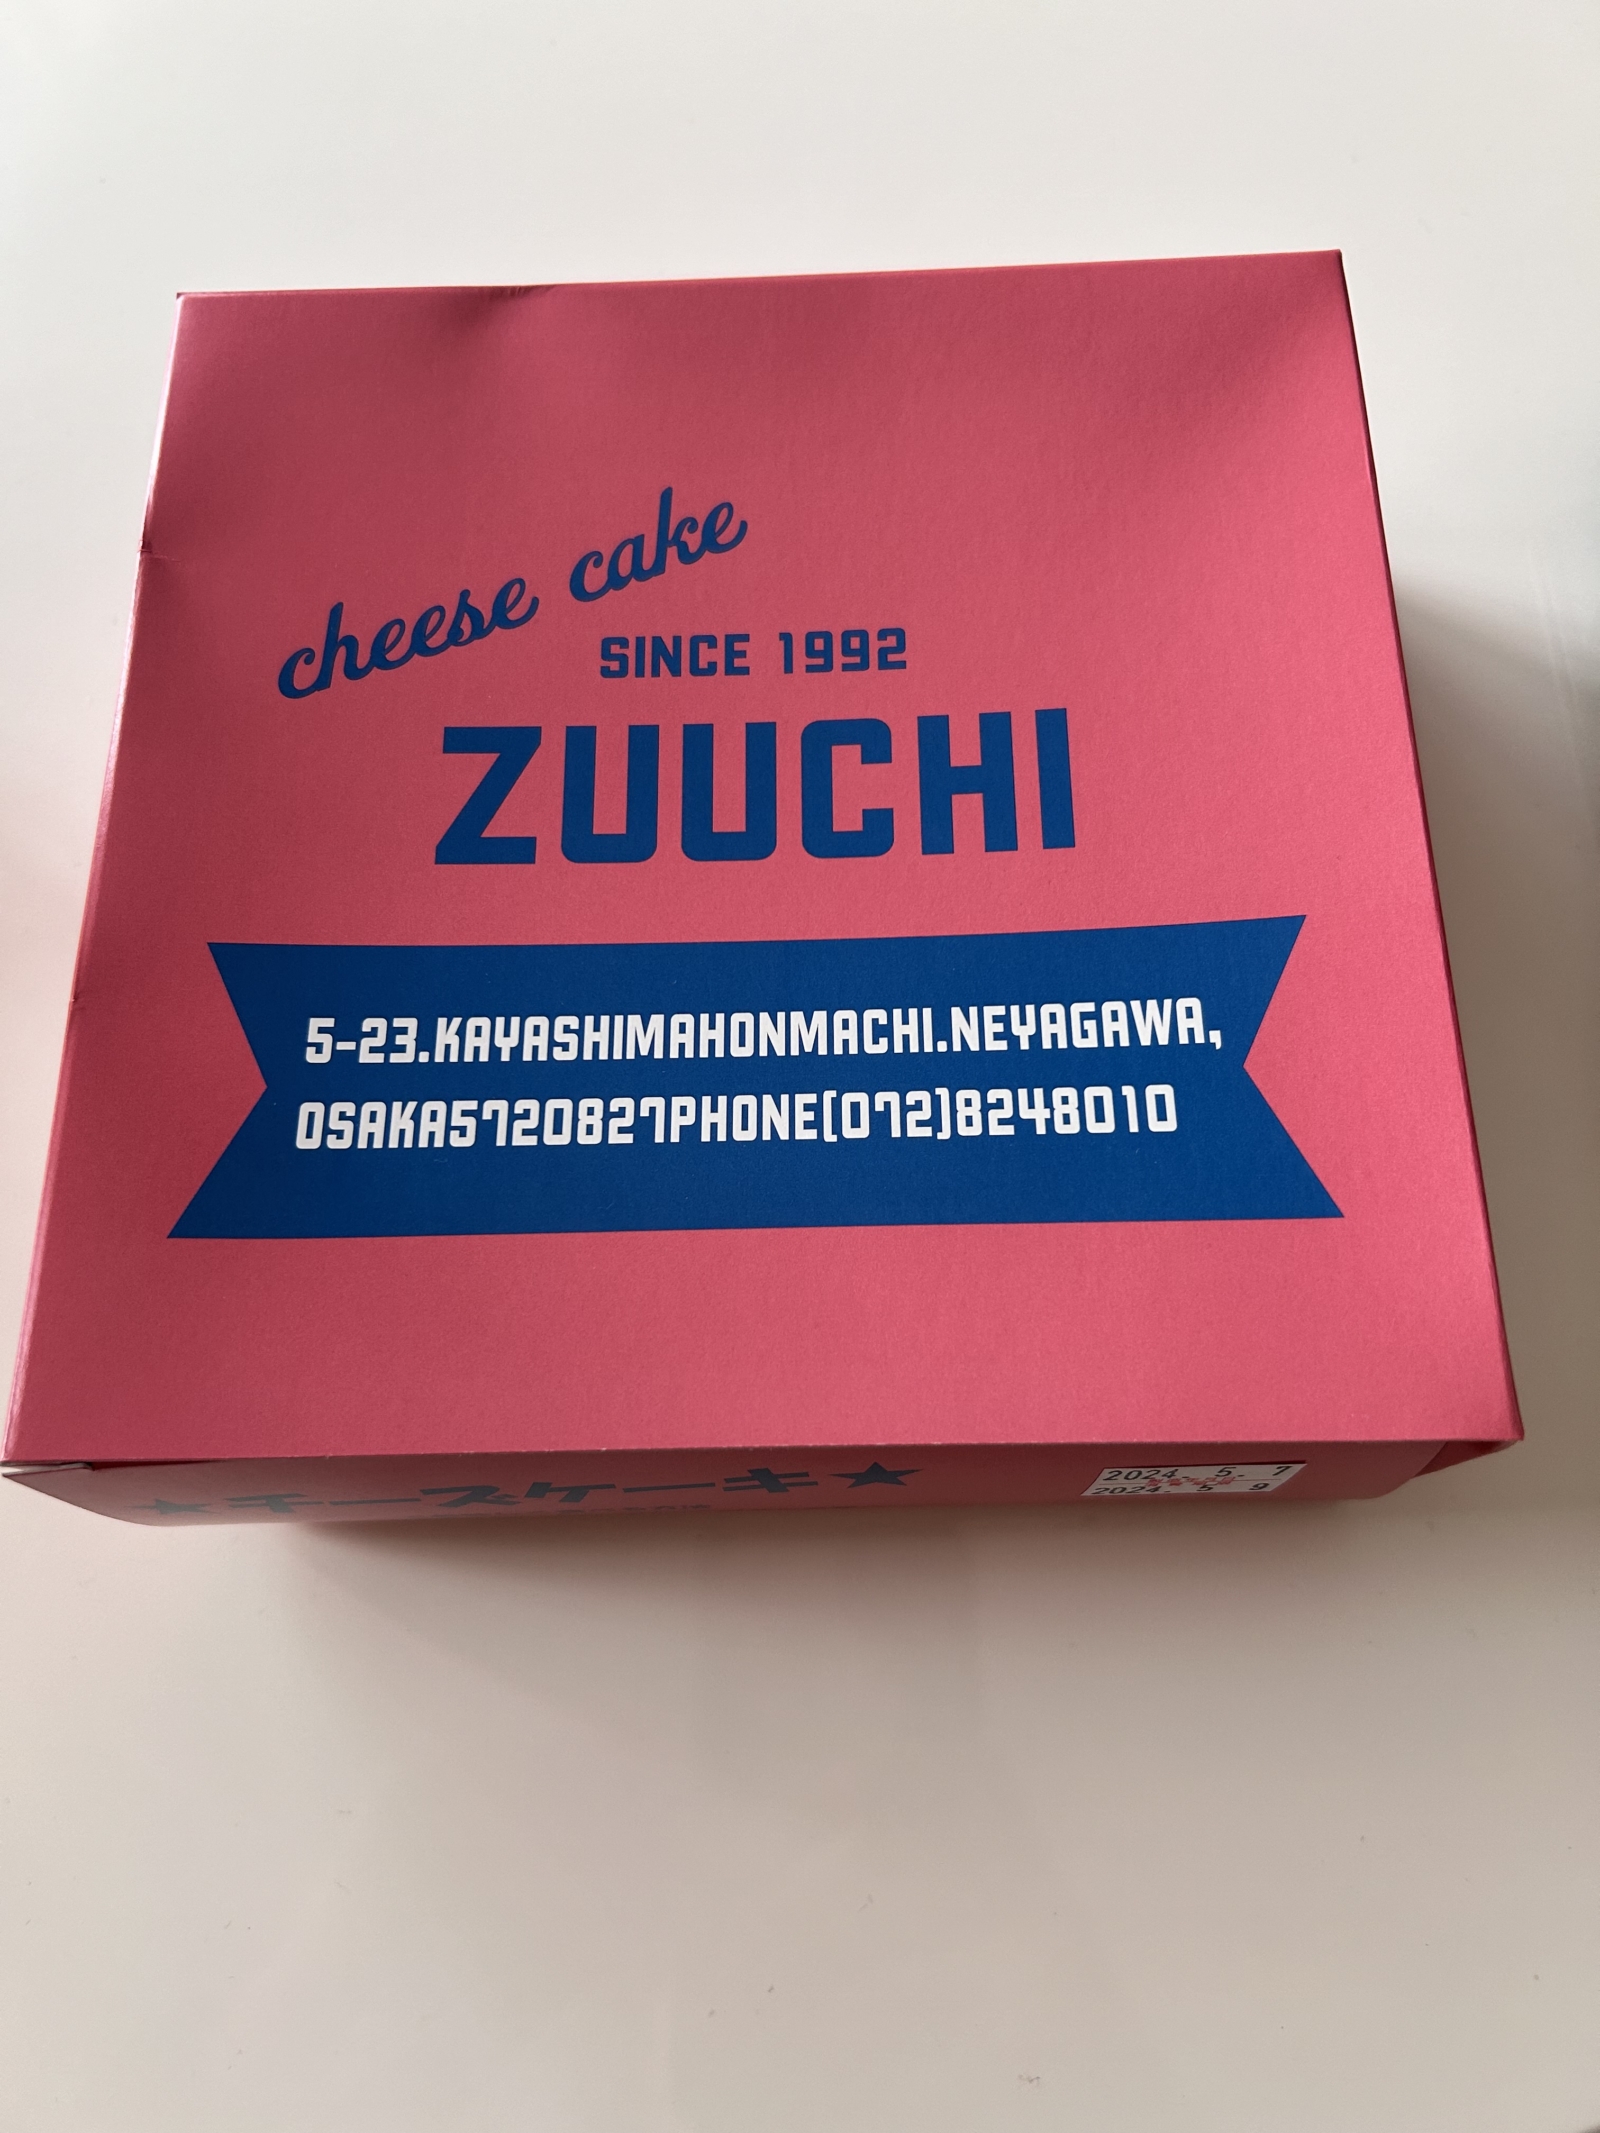 cheese cake
SINCE 1992
ZUUCHI
5-23.KAYASHIMAHONMACHI.NEYAGAWA,
OSAKA5720827PHONE(072)8248010
★チーズケーキ★
2024. 5. 7
2024. 5 9